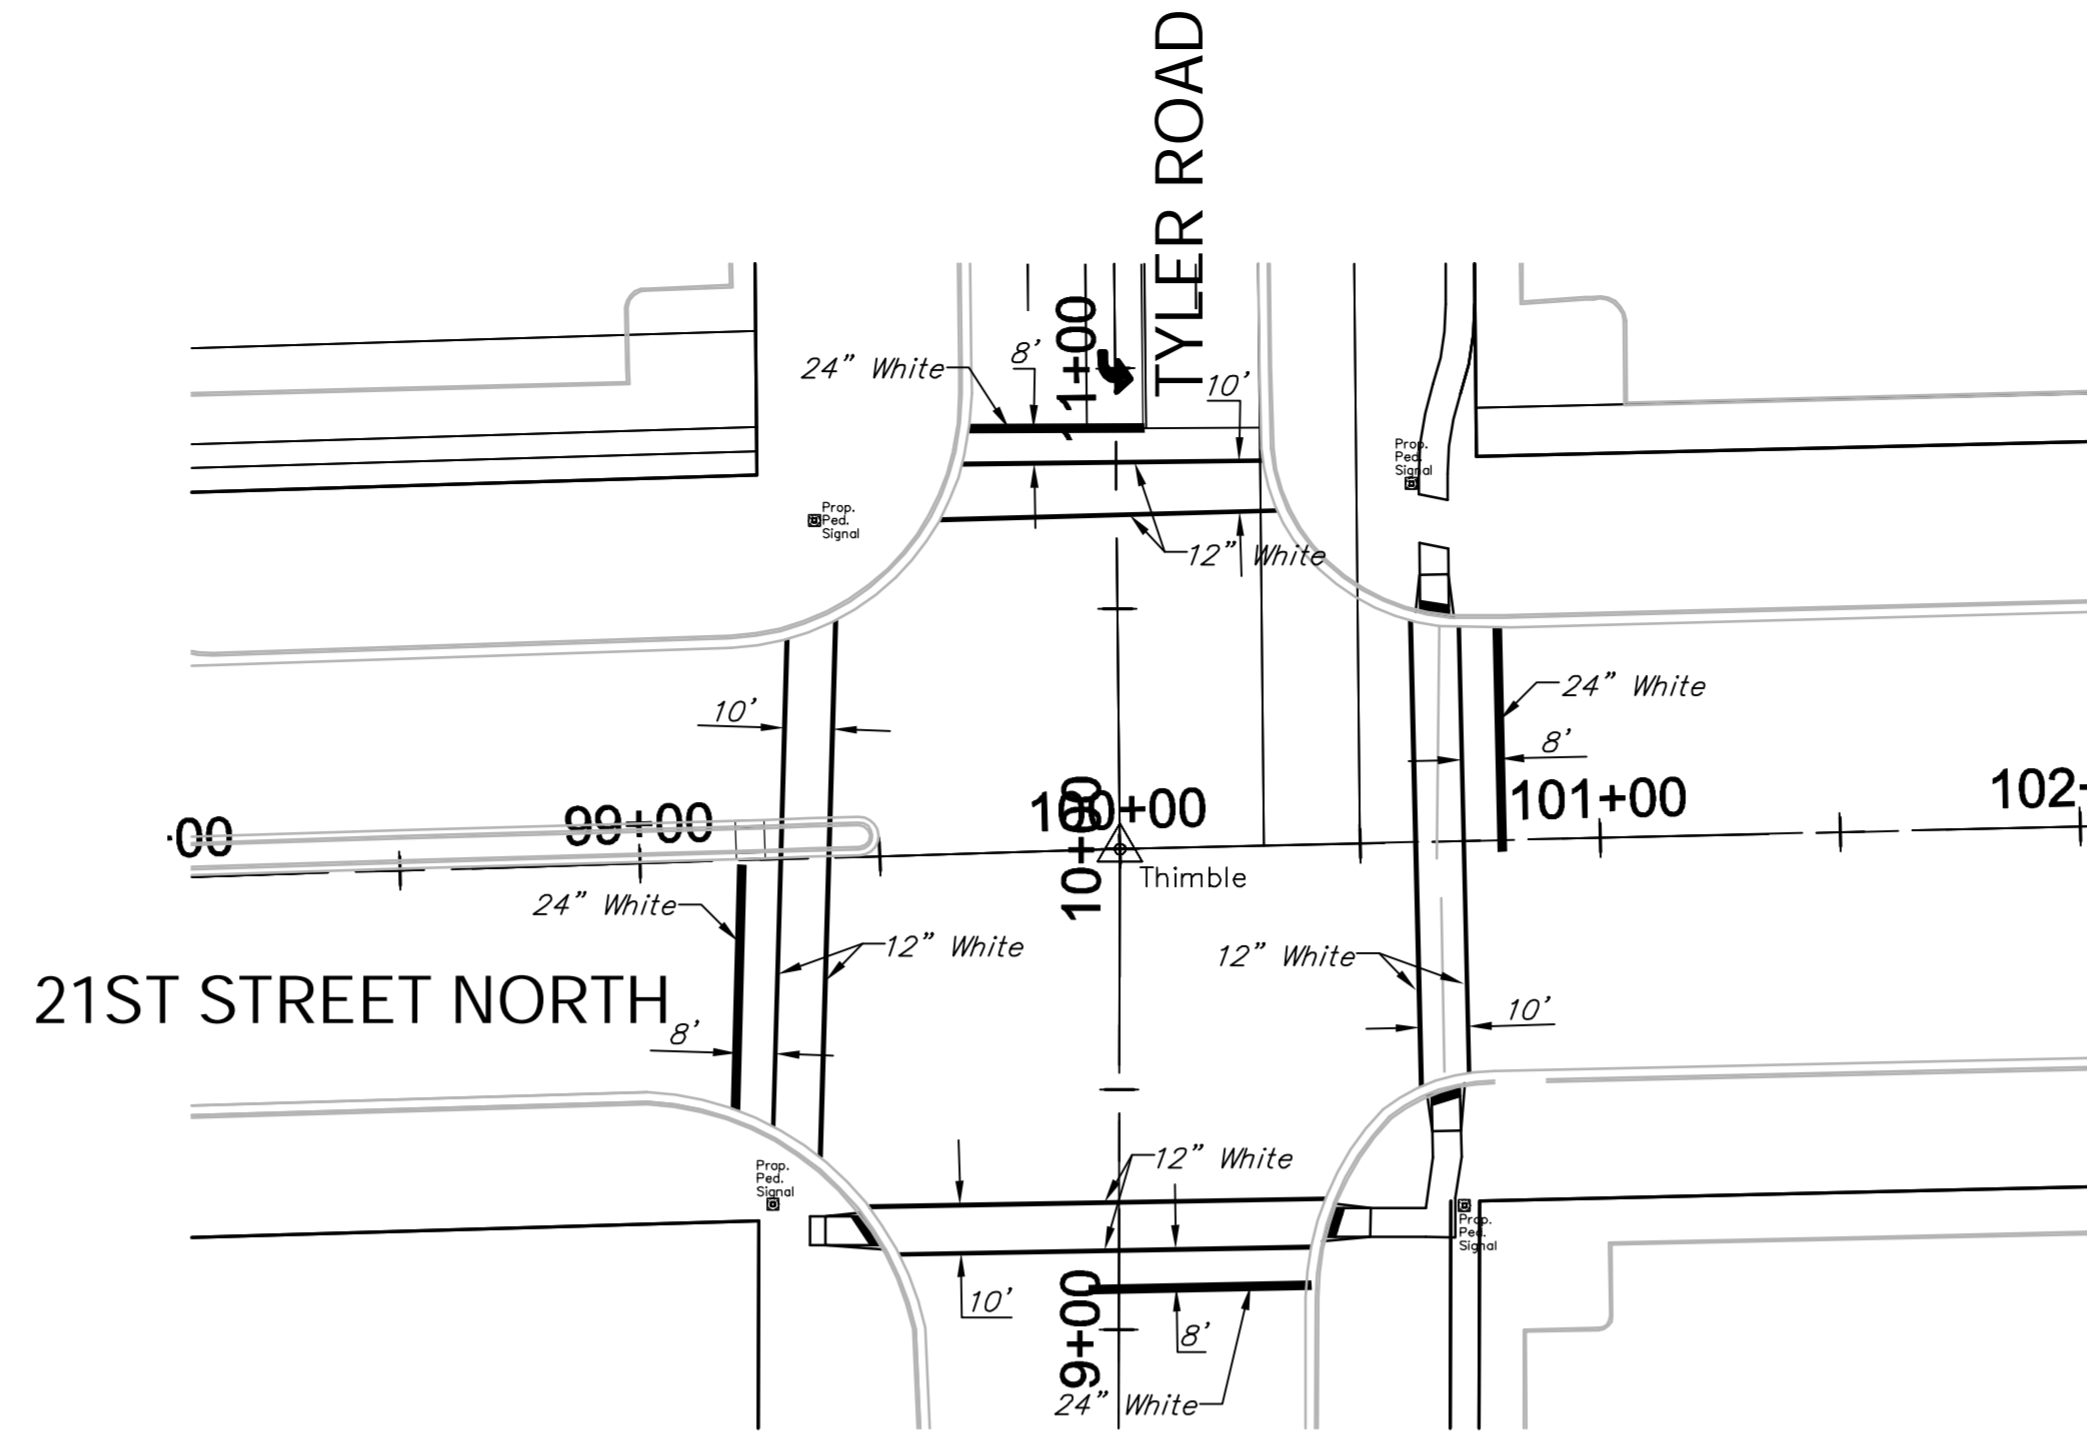 TYLER ROAD
11+00
8'
24" White
10'
Prop.
Ped.
Signal
Prop.
Ped.
Signal
12" White
24" White
10'
8'
·00
99+00
100+00
101+00
102-
10+00
Thimble
24" White
12" White
12" White
21ST STREET NORTH
8'
10'
12" White
Prop.
Ped.
Signal
Prop.
Ped.
Signal
10'
9+00
8'
24" White